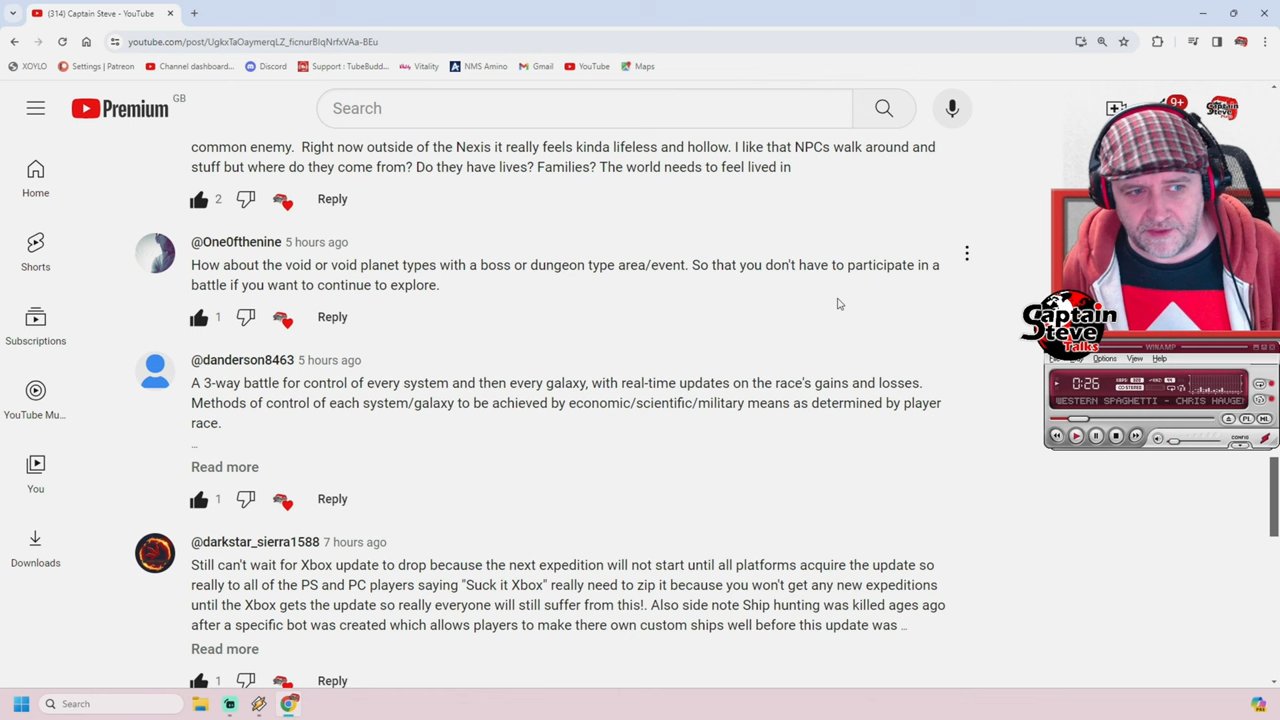 (314) Captain Steve - YouTube
youtube.com/post/UgkxTaOaymerqLZ_ficnurBIqNrfxVAa-BEu
XOYLO
Settings | Patreon
Channel dashboard...
Discord
Support : TubeBudd...
Vitality
NMS Amino
Gmail
YouTube
Maps
Premium GB
Search
9+
Home
Shorts
Subscriptions
YouTube Mu...
You
Downloads
common enemy. Right now outside of the Nexis it really feels kinda lifeless and hollow. I like that NPCs walk around and
stuff but where do they come from? Do they have lives? Families? The world needs to feel lived in
2 Reply
@One0fthenine 5 hours ago
How about the void or void planet types with a boss or dungeon type area/event. So that you don't have to participate in a
battle if you want to continue to explore.
1 Reply
@danderson8463 5 hours ago
A 3-way battle for control of every system and then every galaxy, with real-time updates on the race's gains and losses.
Methods of control of each system/galaxy to be limited by economic/scientific/military means as determined by player
race.
...
Read more
1 Reply
@darkstar_sierra1588 7 hours ago
Still can't wait for Xbox update to drop because the next expedition will not start until all platforms acquire the update so
really to all of the PS and PC players saying "Suck it Xbox" really need to zip it because you won't get any new expeditions
until the Xbox gets the update so really everyone will still suffer from this!. Also side note Ship hunting was killed ages ago
after a specific bot was created which allows players to make there own custom ships well before this update was ...
Read more
1 Reply
Captain
Steve
Talks
WINAMP
Options View Help
0:26
WESTERN SPAGHETTI - CHRIS HAUGE
PL ML
CONFIG
Search